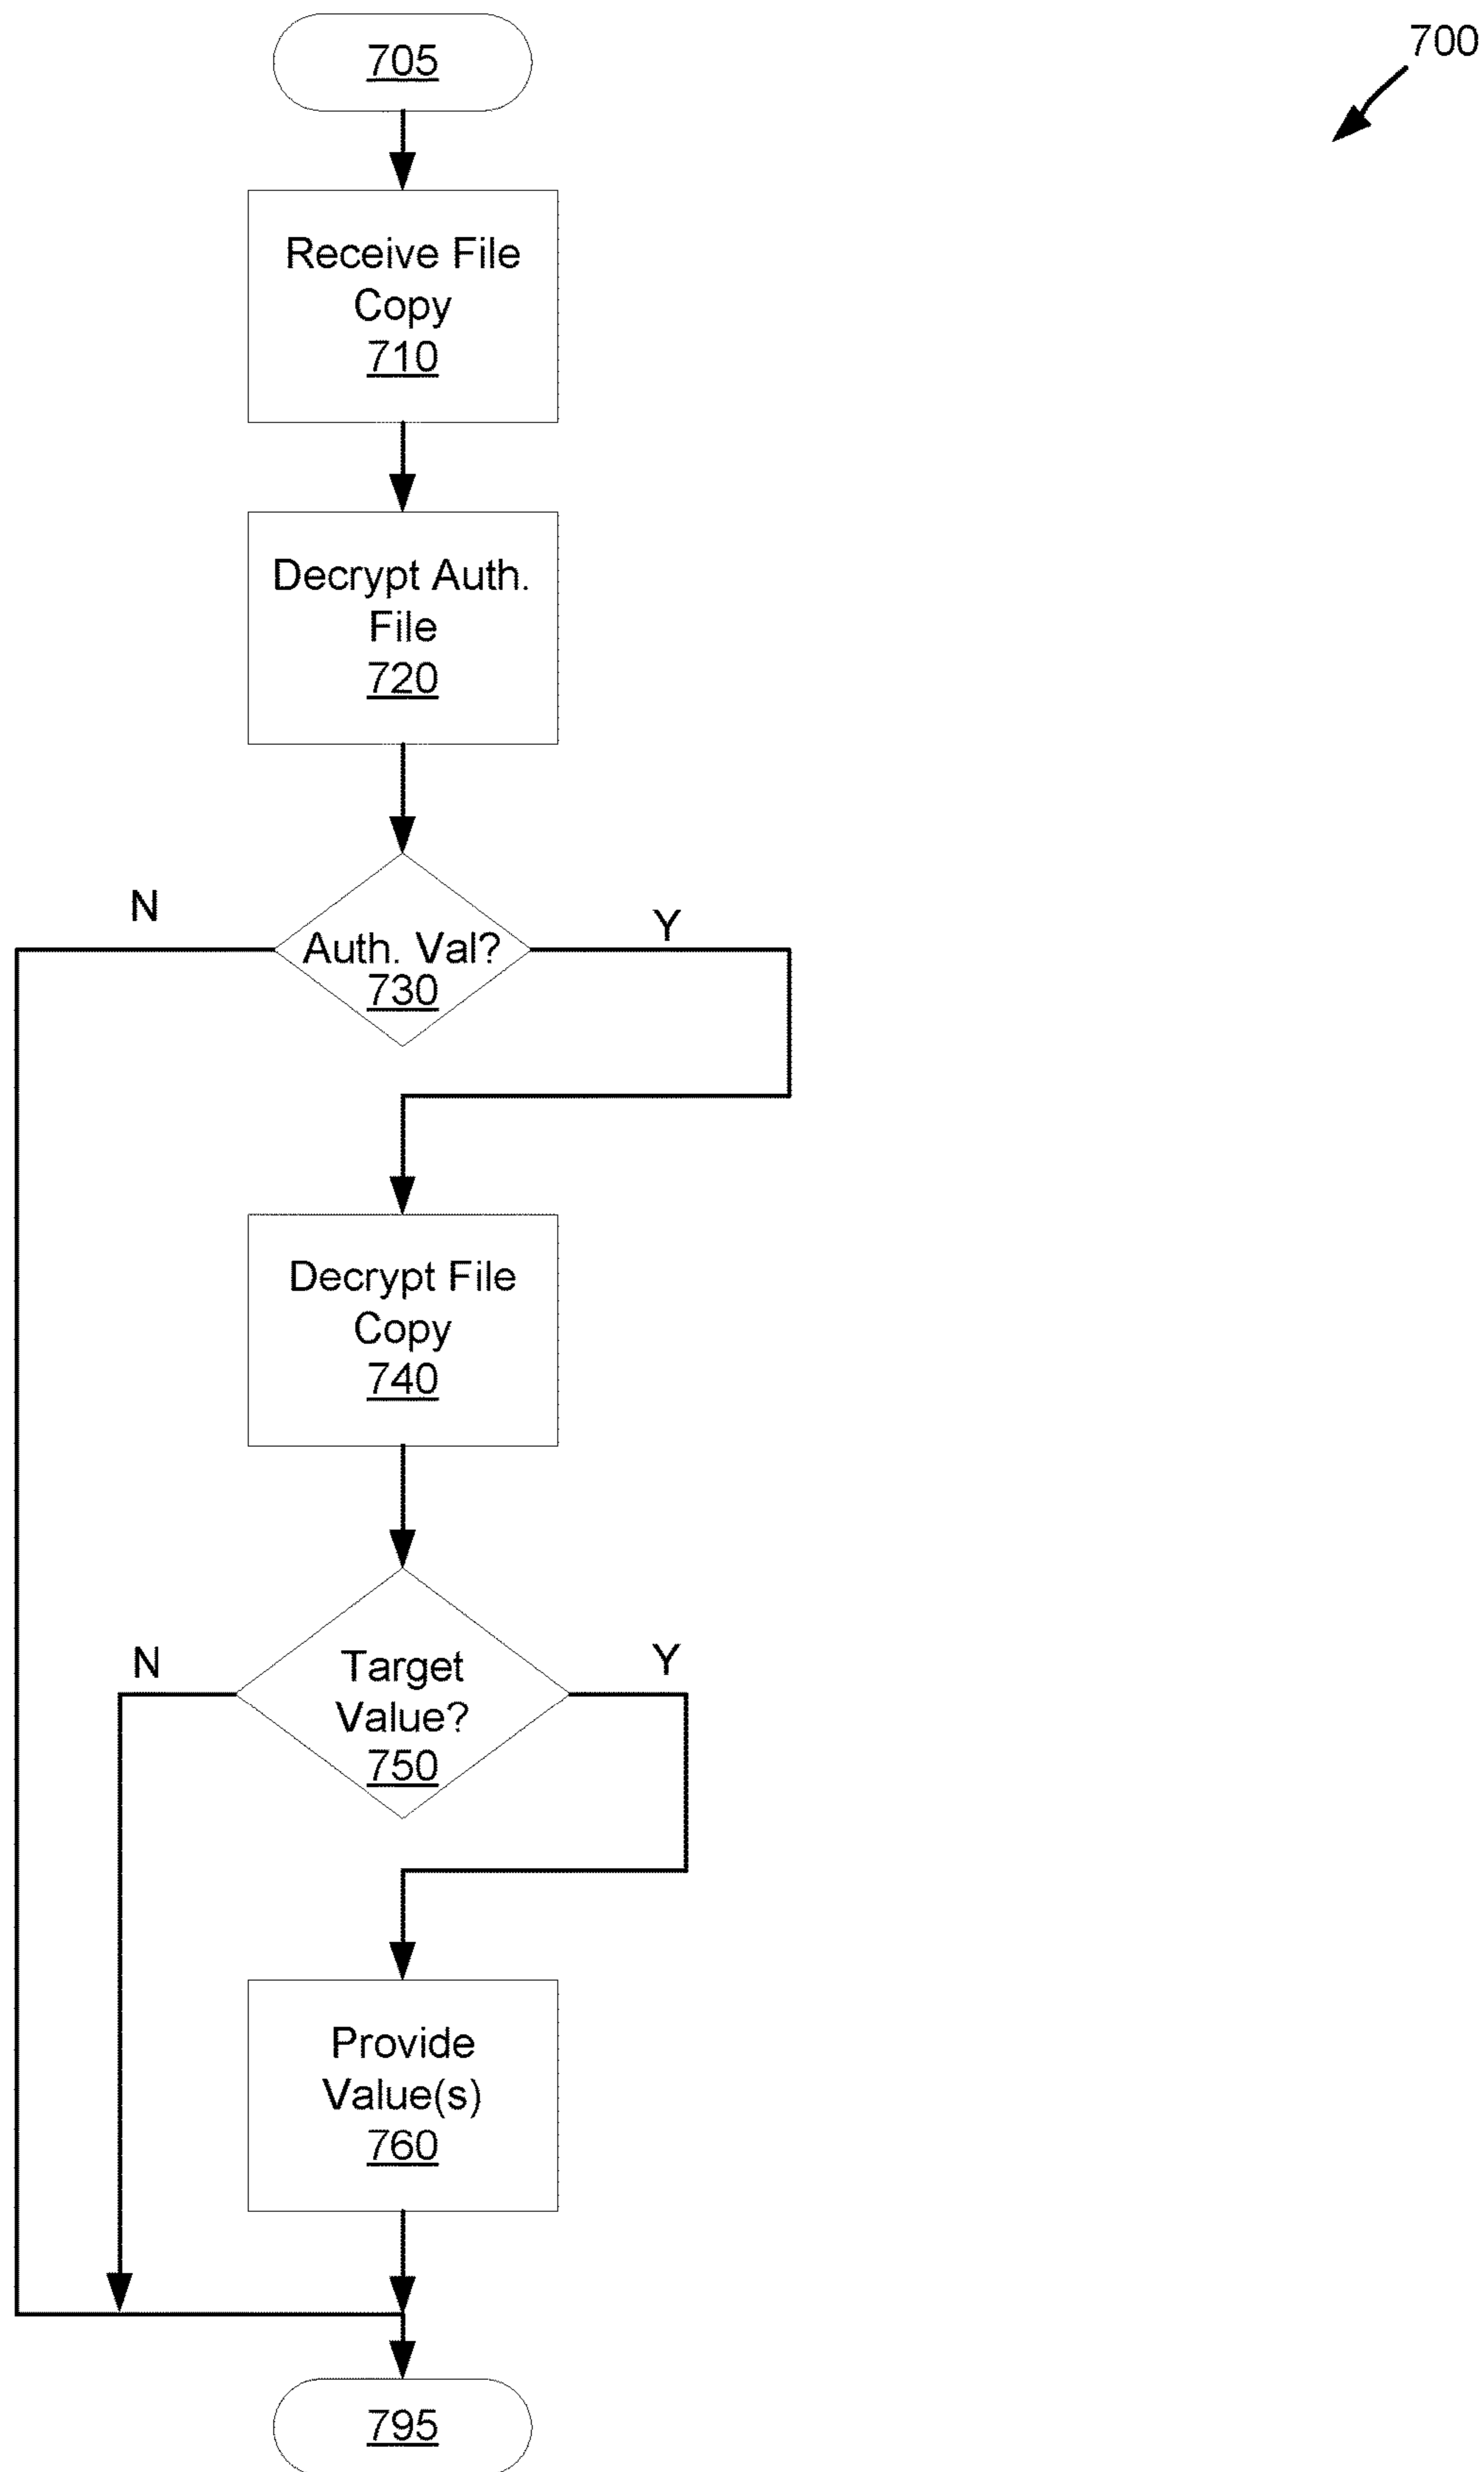 705
700
Receive File
Copy
710
Decrypt Auth.
File
720
N
Y
Auth. Val?
730
Decrypt File
Copy
740
N
Y
Target
Value?
750
Provide
Value(s)
760
795